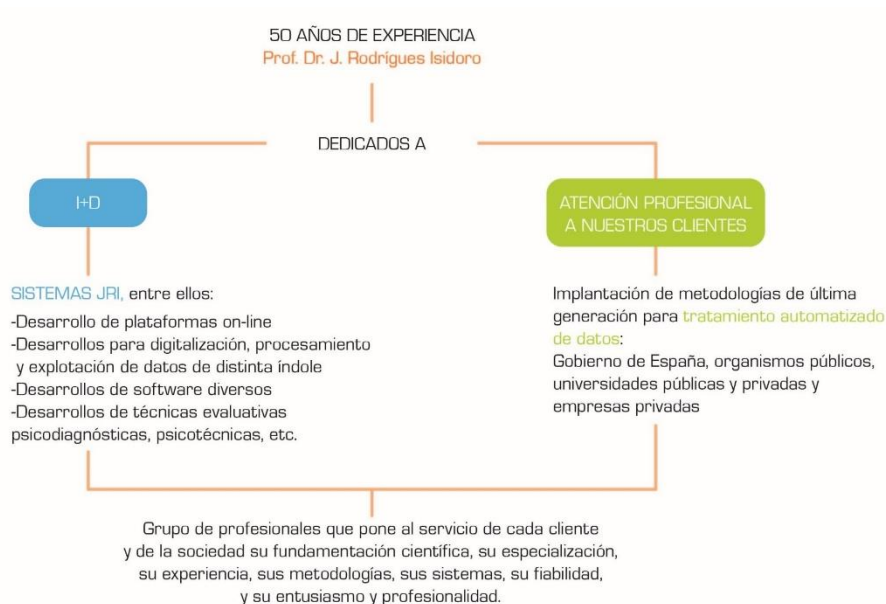 50 AÑOS DE EXPERIENCIA
Prof. Dr. J. Rodrígues Isidoro
DEDICADOS A
I+D
SISTEMAS JRI, entre ellos:
-Desarrollo de plataformas on-line
-Desarrollos para digitalización, procesamiento
y explotación de datos de distinta índole
-Desarrollos de software diversos
-Desarrollos de técnicas evaluativas
psicodiagnósticas, psicotécnicas, etc.
ATENCIÓN PROFESIONAL
A NUESTROS CLIENTES
Implantación de metodologías de última
generación para tratamiento automatizado
de datos:
Gobierno de España, organismos públicos,
universidades públicas y privadas y
empresas privadas
Grupo de profesionales que pone al servicio de cada cliente
y de la sociedad su fundamentación científica, su especialización,
su experiencia, sus metodologías, sus sistemas, su fiabilidad,
y su entusiasmo y profesionalidad.